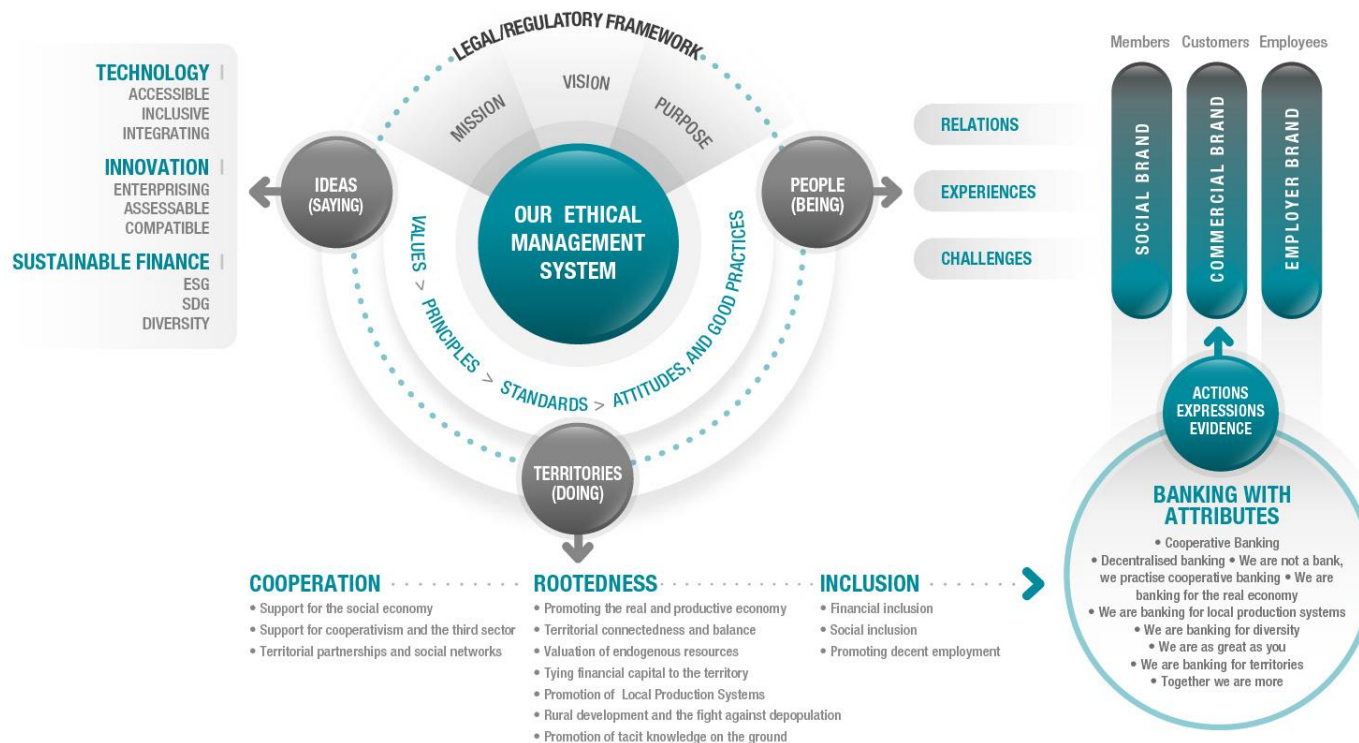 TECHNOLOGY
ACCESSIBLE
INCLUSIVE
INTEGRATING
INNOVATION
ENTERPRISING
ASSESSABLE
COMPATIBLE
SUSTAINABLE FINANCE
ESG
SDG
DIVERSITY
LEGAL/REGULATORY FRAMEWORK
MISSION
VISION
PURPOSE
IDEAS
(SAYING)
PEOPLE
(BEING)
OUR ETHICAL
MANAGEMENT
SYSTEM
VALUES > PRINCIPLES > STANDARDS > ATTITUDES, AND GOOD PRACTICES
TERRITORIES
(DOING)
RELATIONS
EXPERIENCES
CHALLENGES
Members Customers Employees
SOCIAL BRAND
COMMERCIAL BRAND
EMPLOYER BRAND
ACTIONS
EXPRESSIONS
EVIDENCE
BANKING WITH
ATTRIBUTES
• Cooperative Banking
• Decentralised banking • We are not a bank,
we practise cooperative banking • We are
banking for the real economy
• We are banking for local production systems
• We are banking for diversity
• We are as great as you
• We are banking for territories
• Together we are more
COOPERATION
• Support for the social economy
• Support for cooperativism and the third sector
• Territorial partnerships and social networks
ROOTEDNESS
• Promoting the real and productive economy
• Territorial connectedness and balance
• Valuation of endogenous resources
• Tying financial capital to the territory
• Promotion of Local Production Systems
• Rural development and the fight against depopulation
• Promotion of tacit knowledge on the ground
INCLUSION
• Financial inclusion
• Social inclusion
• Promoting decent employment